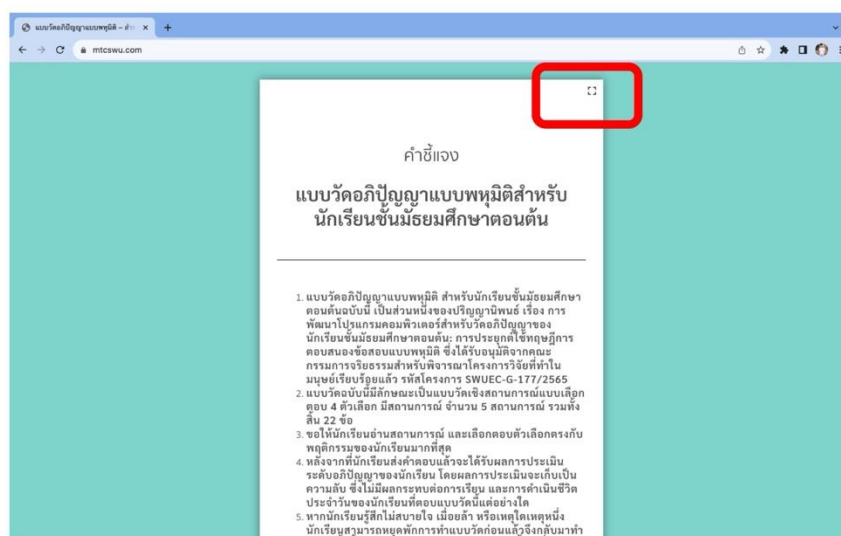 แบบวัดอภิปัญญาแบบพหุมิติ – สำ
mtcswu.com
คำชี้แจง
แบบวัดอภิปัญญาแบบพหุมิติสำหรับ
นักเรียนชั้นมัธยมศึกษาตอนต้น
1. แบบวัดอภิปัญญาแบบพหุมิติ สำหรับนักเรียนชั้นมัธยมศึกษา
ตอนต้นฉบับนี้ เป็นส่วนหนึ่งของปริญญานิพนธ์ เรื่อง การ
พัฒนาโปรแกรมคอมพิวเตอร์สำหรับวัดอภิปัญญาของ
นักเรียนชั้นมัธยมศึกษาตอนต้น: การประยุกต์ใช้ทฤษฎีการ
ตอบสนองข้อสอบแบบพหุมิติ ซึ่งได้รับอนุมัติจากคณะ
กรรมการจริยธรรมสำหรับพิจารณาโครงการวิจัยที่ทำใน
มนุษย์เรียบร้อยแล้ว รหัสโครงการ SWUEC-G-177/2565
2. แบบวัดฉบับนี้มีลักษณะเป็นแบบวัดเชิงสถานการณ์แบบเลือก
ตอบ 4 ตัวเลือก มีสถานการณ์ จำนวน 5 สถานการณ์ รวมทั้ง
สิ้น 22 ข้อ
3. ขอให้นักเรียนอ่านสถานการณ์ และเลือกตอบตัวเลือกตรงกับ
พฤติกรรมของนักเรียนมากที่สุด
4. หลังจากที่นักเรียนส่งคำตอบแล้วจะได้รับผลการประเมิน
ระดับอภิปัญญาของนักเรียน โดยผลการประเมินจะเก็บเป็น
ความลับ ซึ่งไม่มีผลกระทบต่อการเรียน และการดำเนินชีวิต
ประจำวันของนักเรียนที่ตอบแบบวัดนี้แต่อย่างใด
5. หากนักเรียนรู้สึกไม่สบายใจ เมื่อยล้า หรือเหตุใดเหตุหนึ่ง
นักเรียนสามารถหยุดพักการทำแบบวัดก่อนแล้วจึงกลับมาทำ